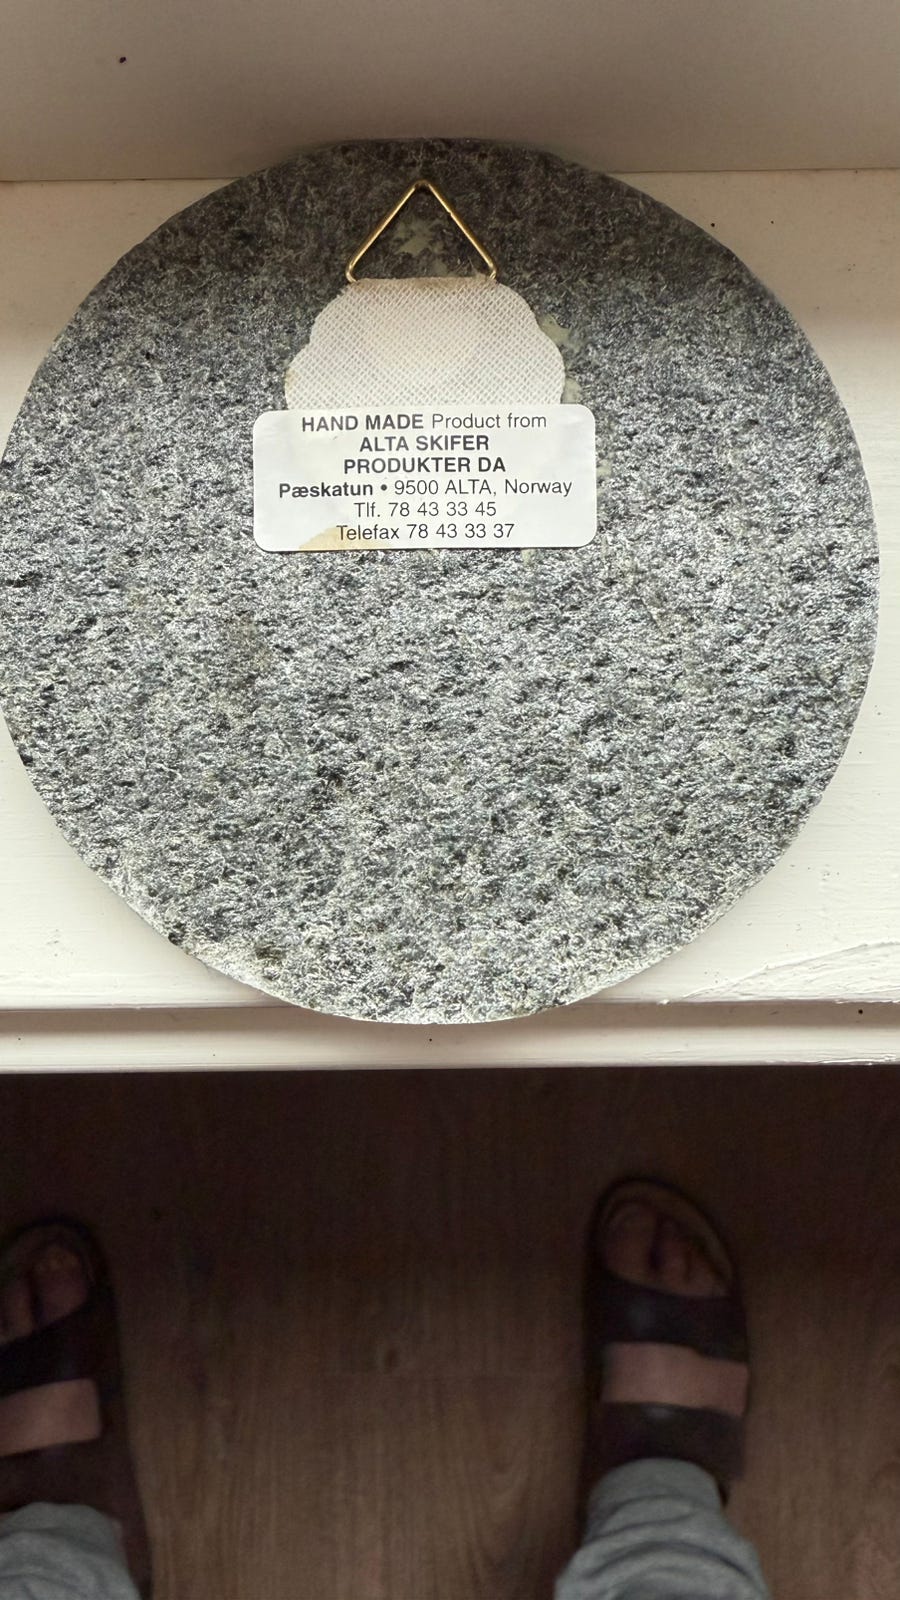 HAND MADE Product from
ALTA SKIFER
PRODUKTER DA
Pæskatun • 9500 ALTA, Norway
Tlf. 78 43 33 45
Telefax 78 43 33 37